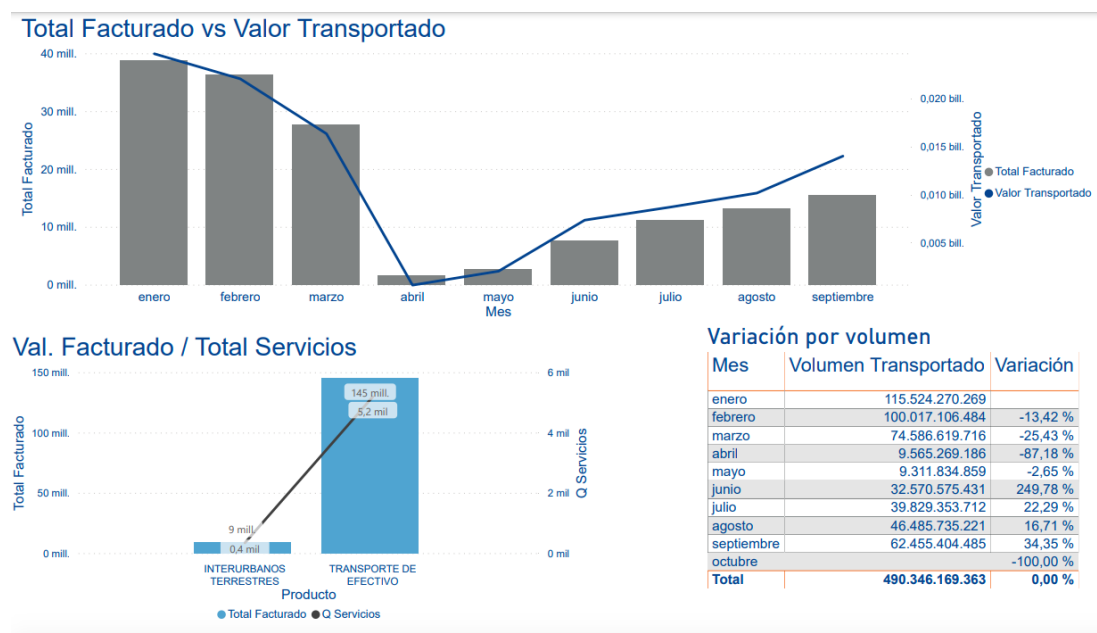 Total Facturado vs Valor Transportado
40 mill.
30 mill.
20 mill.
10 mill.
0 mill.
Total Facturado
0,020 bill.
0,015 bill.
0,010 bill.
0,005 bill.
Valor Transportado
Total Facturado
Valor Transportado
enero febrero marzo abril mayo junio julio agosto septiembre
Mes
Val. Facturado / Total Servicios
150 mill.
100 mill.
50 mill.
0 mill.
Total Facturado
6 mil
4 mil
2 mil
0 mil
Q Servicios
145 mill.
5,2 mil
9 mill.
0,4 mil
INTERURBANOS TERRESTRES
TRANSPORTE DE EFECTIVO
Producto
Total Facturado Q Servicios
Variación por volumen
Mes Volumen Transportado Variación
enero 115.524.270.269
febrero 100.017.106.484 -13,42 %
marzo 74.586.619.716 -25,43 %
abril 9.565.269.186 -87,18 %
mayo 9.311.834.859 -2,65 %
junio 32.570.575.431 249,78 %
julio 39.829.353.712 22,29 %
agosto 46.485.735.221 16,71 %
septiembre 62.455.404.485 34,35 %
octubre -100,00 %
Total 490.346.169.363 0,00 %